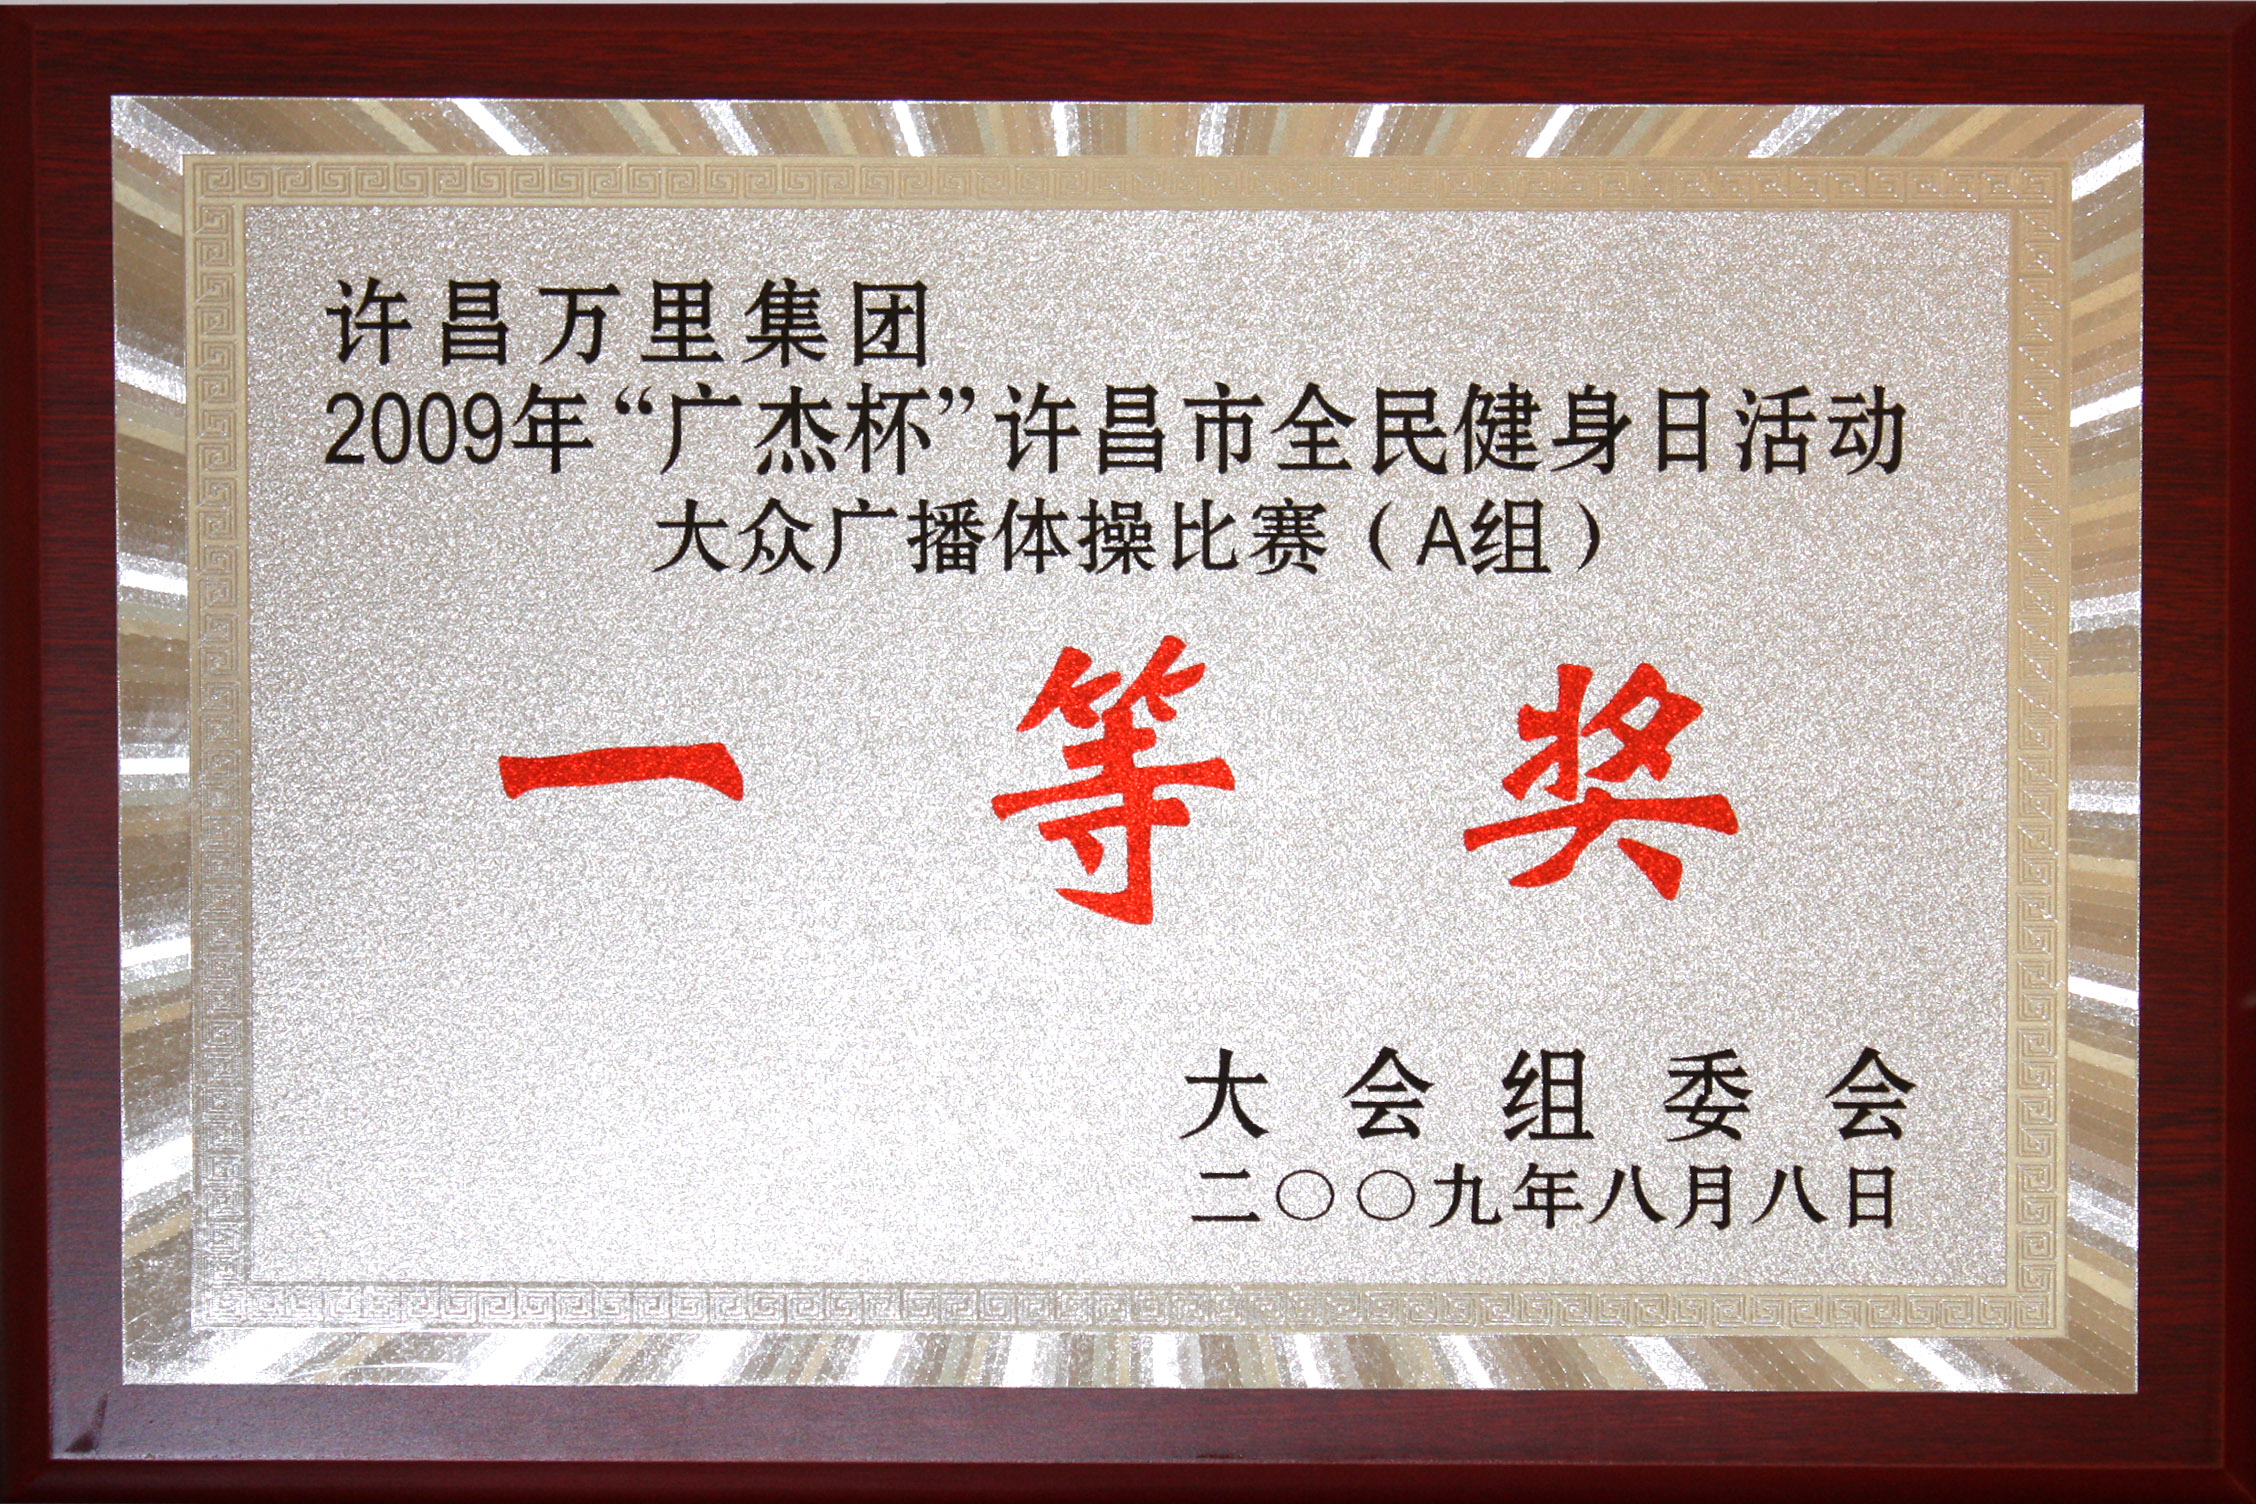 许昌万里集团
2009年“广杰杯”许昌市全民健身日活动
大众广播体操比赛（A组）
一等奖
大会组委会
二〇〇九年八月八日